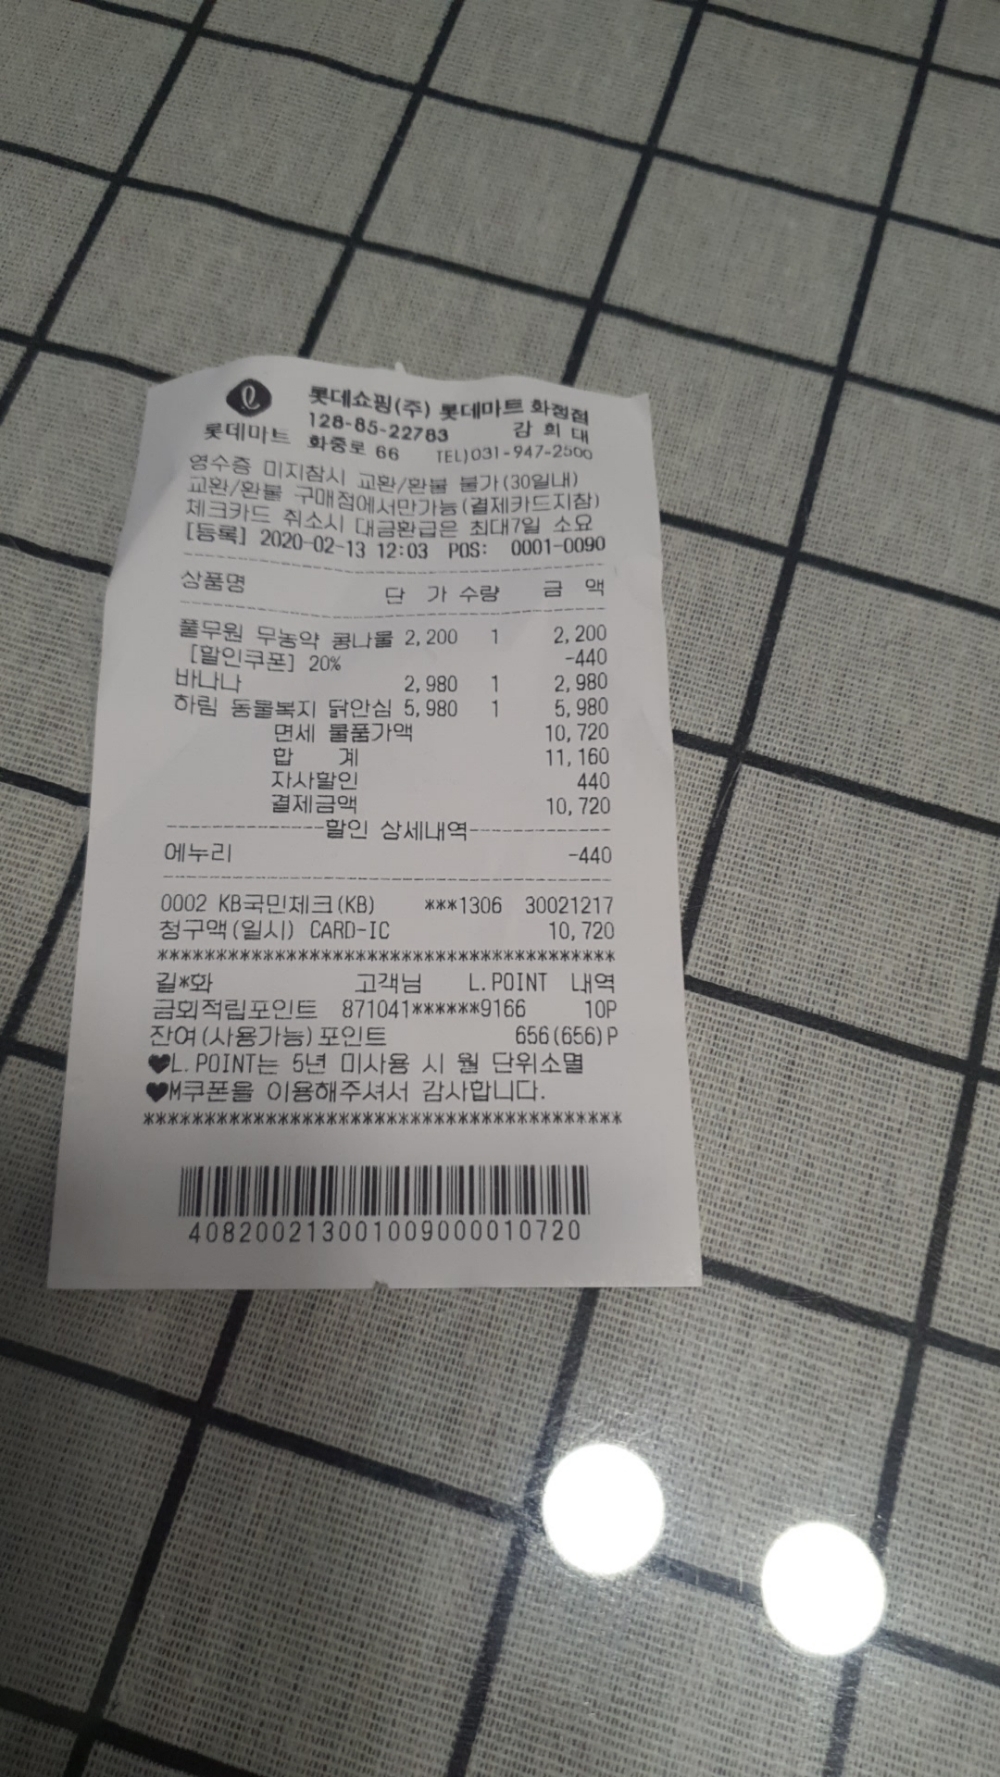 롯데마트
롯데쇼핑(주) 롯데마트 화정점
128-85-22783 감 희 대
화중로 66 TEL)031-947-2500
영수증 미지참시 교환/환불 불가(30일내)
교환/환불 구매점에서만가능(결제카드지참)
체크카드 취소시 대금환급은 최대7일 소요
[등록] 2020-02-13 12:03 POS: 0001-0090
상품명 단 가 수량 금 액
풀무원 무농약 콩나물 2,200 1 2,200
[할인쿠폰] 20% -440
바나나 2,980 1 2,980
하림 동물복지 닭안심 5,980 1 5,980
면세 물품가액 10,720
합 계 11,160
자사할인 440
결제금액 10,720
--------------할인 상세내역-------------
에누리 -440
0002 KB국민체크(KB) ***1306 30021217
청구액(일시) CARD-IC 10,720
****************************************
길*화 고객님 L.POINT 내역
금회적립포인트 871041******9166 10P
잔여(사용가능)포인트 656(656)P
♥L.POINT는 5년 미사용 시 월 단위소멸
♥M쿠폰을 이용해주셔서 감사합니다.
****************************************
4082002130010090000010720